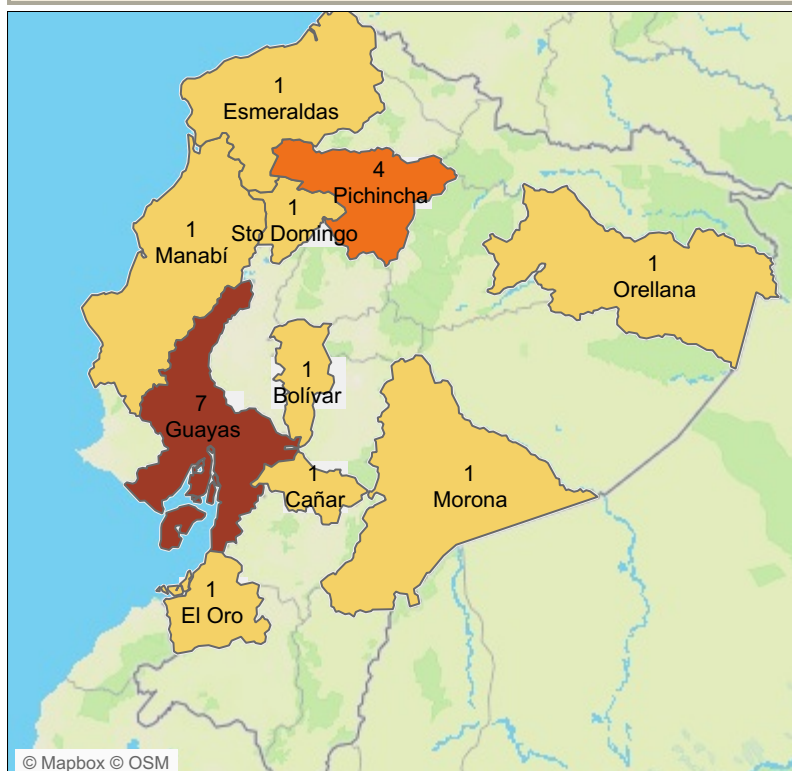 1
Esmeraldas
4
Pichincha
1
Sto Domingo
1
Manabí
1
Orellana
1
Bolívar
7
Guayas
1
Cañar
1
Morona
1
El Oro
© Mapbox © OSM